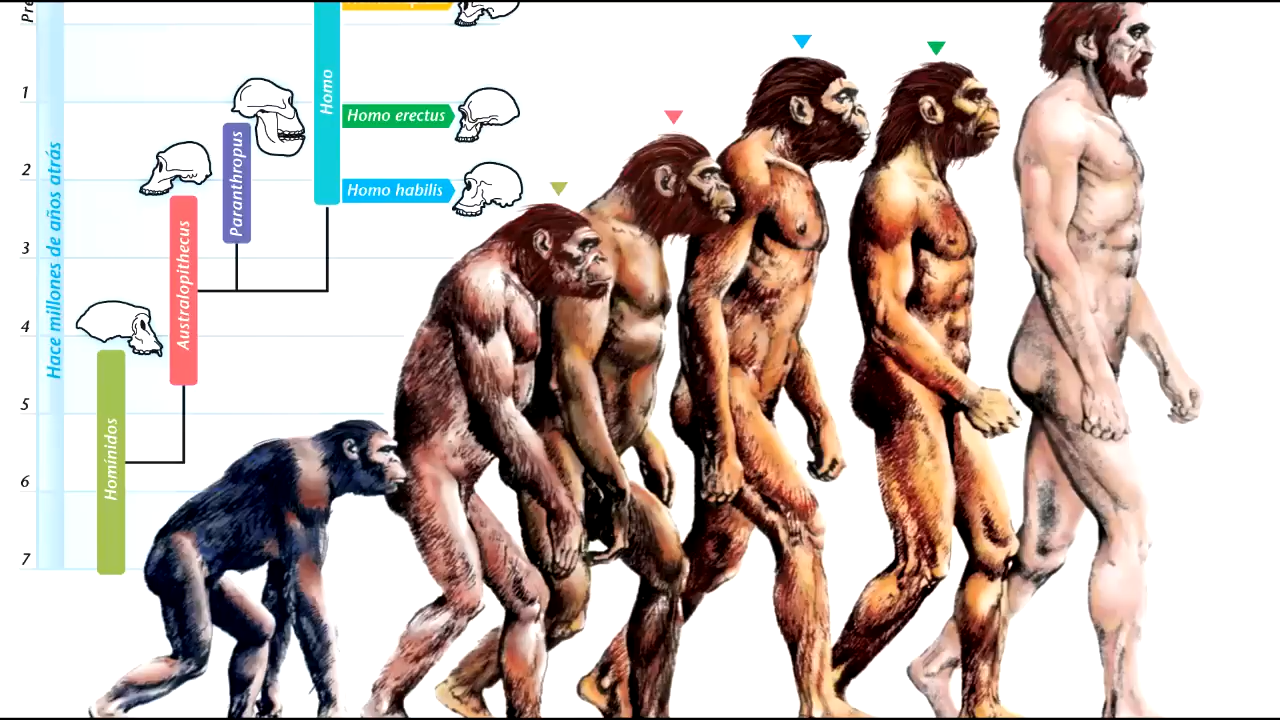 Homo
1
Homo erectus
Paranthropus
2
Homo habilis
Hace millones de años atrás
3
Australopithecus
4
5
Hominidos
6
7